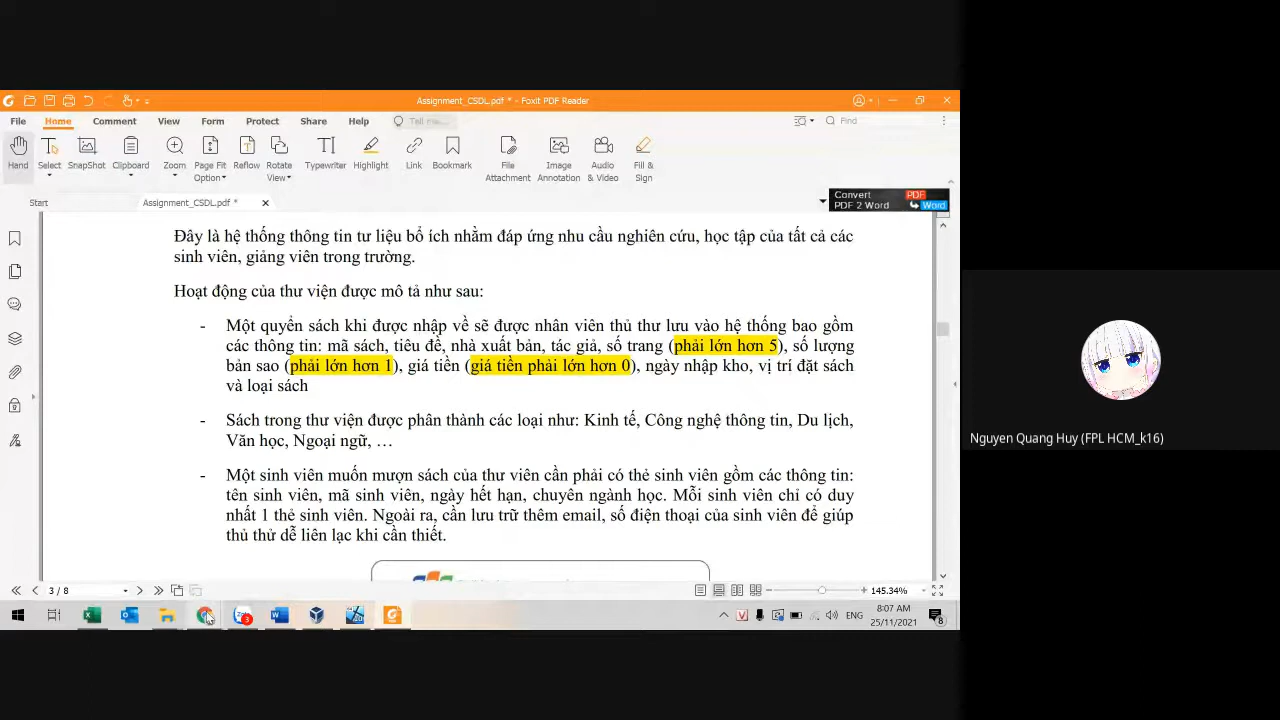 Assignment_CSDL.pdf * - Foxit PDF Reader
File Home Comment View Form Protect Share Help Tell me... Find
Hand Select SnapShot Clipboard Zoom Page Fit Option Reflow Rotate View Typewriter Highlight Link Bookmark File Attachment Image Annotation Audio & Video Fill & Sign
Start Assignment_CSDL.pdf *
Convert PDF
PDF 2 Word Word
Đây là hệ thống thông tin tư liệu bổ ích nhằm đáp ứng nhu cầu nghiên cứu, học tập của tất cả các
sinh viên, giảng viên trong trường.
Hoạt động của thư viện được mô tả như sau:
- Một quyển sách khi được nhập về sẽ được nhân viên thủ thư lưu vào hệ thống bao gồm
các thông tin: mã sách, tiêu đề, nhà xuất bản, tác giả, số trang (phải lớn hơn 5), số lượng
bản sao (phải lớn hơn 1), giá tiền (giá tiền phải lớn hơn 0), ngày nhập kho, vị trí đặt sách
và loại sách
- Sách trong thư viện được phân thành các loại như: Kinh tế, Công nghệ thông tin, Du lịch,
Văn học, Ngoại ngữ, …
- Một sinh viên muốn mượn sách của thư viên cần phải có thẻ sinh viên gồm các thông tin:
tên sinh viên, mã sinh viên, ngày hết hạn, chuyên ngành học. Mỗi sinh viên chỉ có duy
nhất 1 thẻ sinh viên. Ngoài ra, cần lưu trữ thêm email, số điện thoại của sinh viên để giúp
thủ thử dễ liên lạc khi cần thiết.
Nguyen Quang Huy (FPL HCM_k16)
3 / 8
145.34%
ENG
8:07 AM
25/11/2021